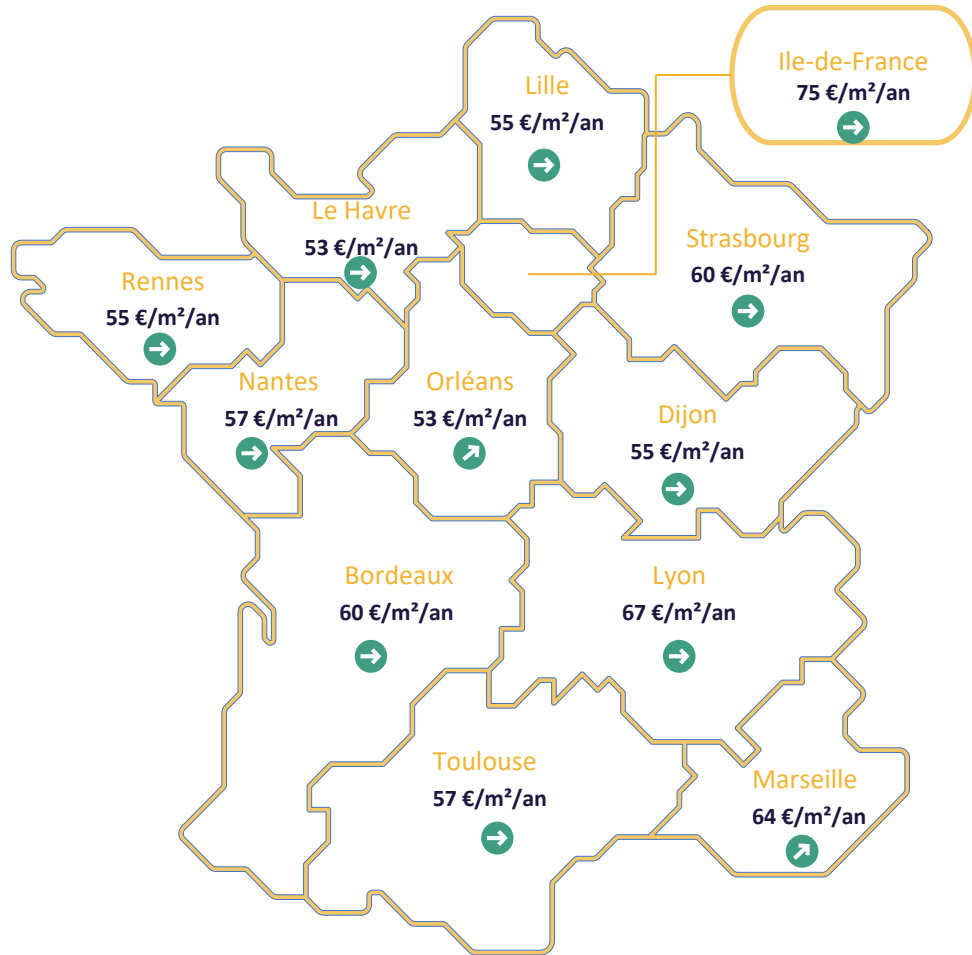 Ile-de-France
75 €/m²/an
Lille
55 €/m²/an
Le Havre
53 €/m²/an
Strasbourg
60 €/m²/an
Rennes
55 €/m²/an
Nantes
57 €/m²/an
Orléans
53 €/m²/an
Dijon
55 €/m²/an
Bordeaux
60 €/m²/an
Lyon
67 €/m²/an
Toulouse
57 €/m²/an
Marseille
64 €/m²/an